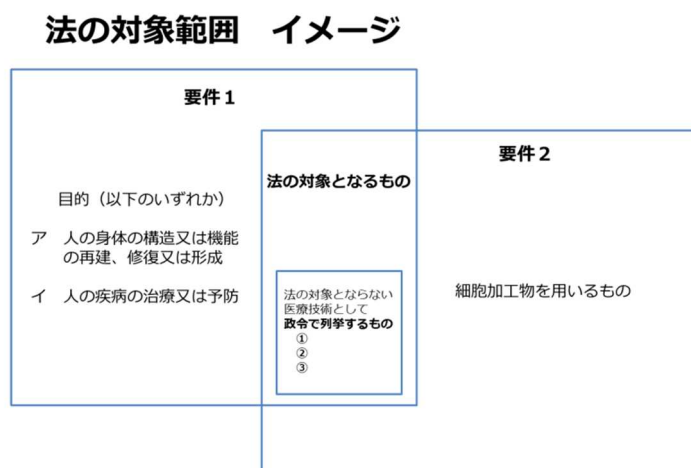 法の対象範囲　イメージ
要件１
要件２
法の対象となるもの
目的（以下のいずれか）
ア　人の身体の構造又は機能
の再建、修復又は形成
イ　人の疾病の治療又は予防
法の対象とならない
医療技術として
政令で列挙するもの
①
②
③
細胞加工物を用いるもの